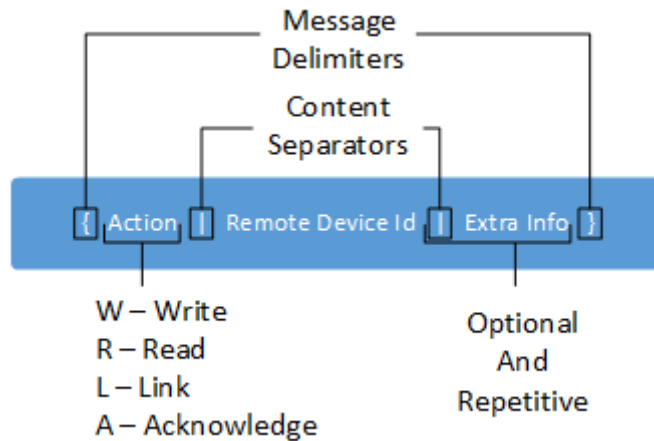 Message
Delimiters
Content
Separators
{ Action | Remote Device Id | Extra Info }
W – Write
R – Read
L – Link
A – Acknowledge
Optional
And
Repetitive